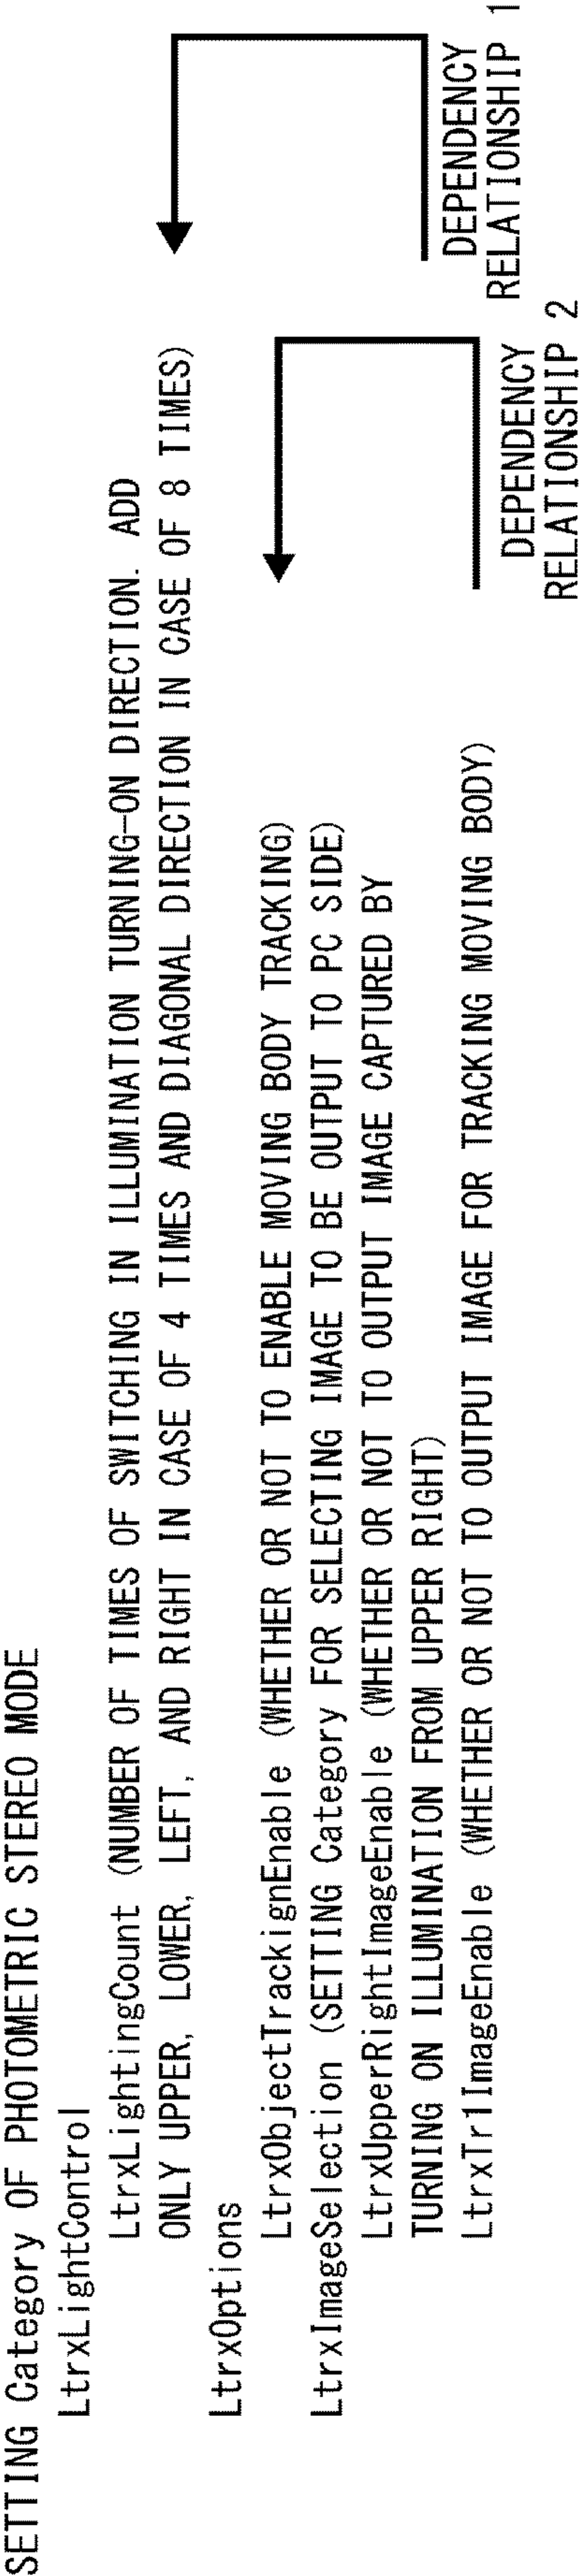 SETTING Category OF PHOTOMETRIC STEREO MODE
LtrxLightControl
LtrxLightingCount (NUMBER OF TIMES OF SWITCHING IN ILLUMINATION TURNING-ON DIRECTION. ADD
ONLY UPPER, LOWER, LEFT, AND RIGHT IN CASE OF 4 TIMES AND DIAGONAL DIRECTION IN CASE OF 8 TIMES)
LtrxOptions
LtrxObjectTrackignEnable (WHETHER OR NOT TO ENABLE MOVING BODY TRACKING)
LtrxImageSelection (SETTING Category FOR SELECTING IMAGE TO BE OUTPUT TO PC SIDE)
LtrxUpperRightImageEnable (WHETHER OR NOT TO OUTPUT IMAGE CAPTURED BY
TURNING ON ILLUMINATION FROM UPPER RIGHT)
LtrxTr1ImageEnable (WHETHER OR NOT TO OUTPUT IMAGE FOR TRACKING MOVING BODY)
DEPENDENCY
RELATIONSHIP 1
DEPENDENCY
RELATIONSHIP 2